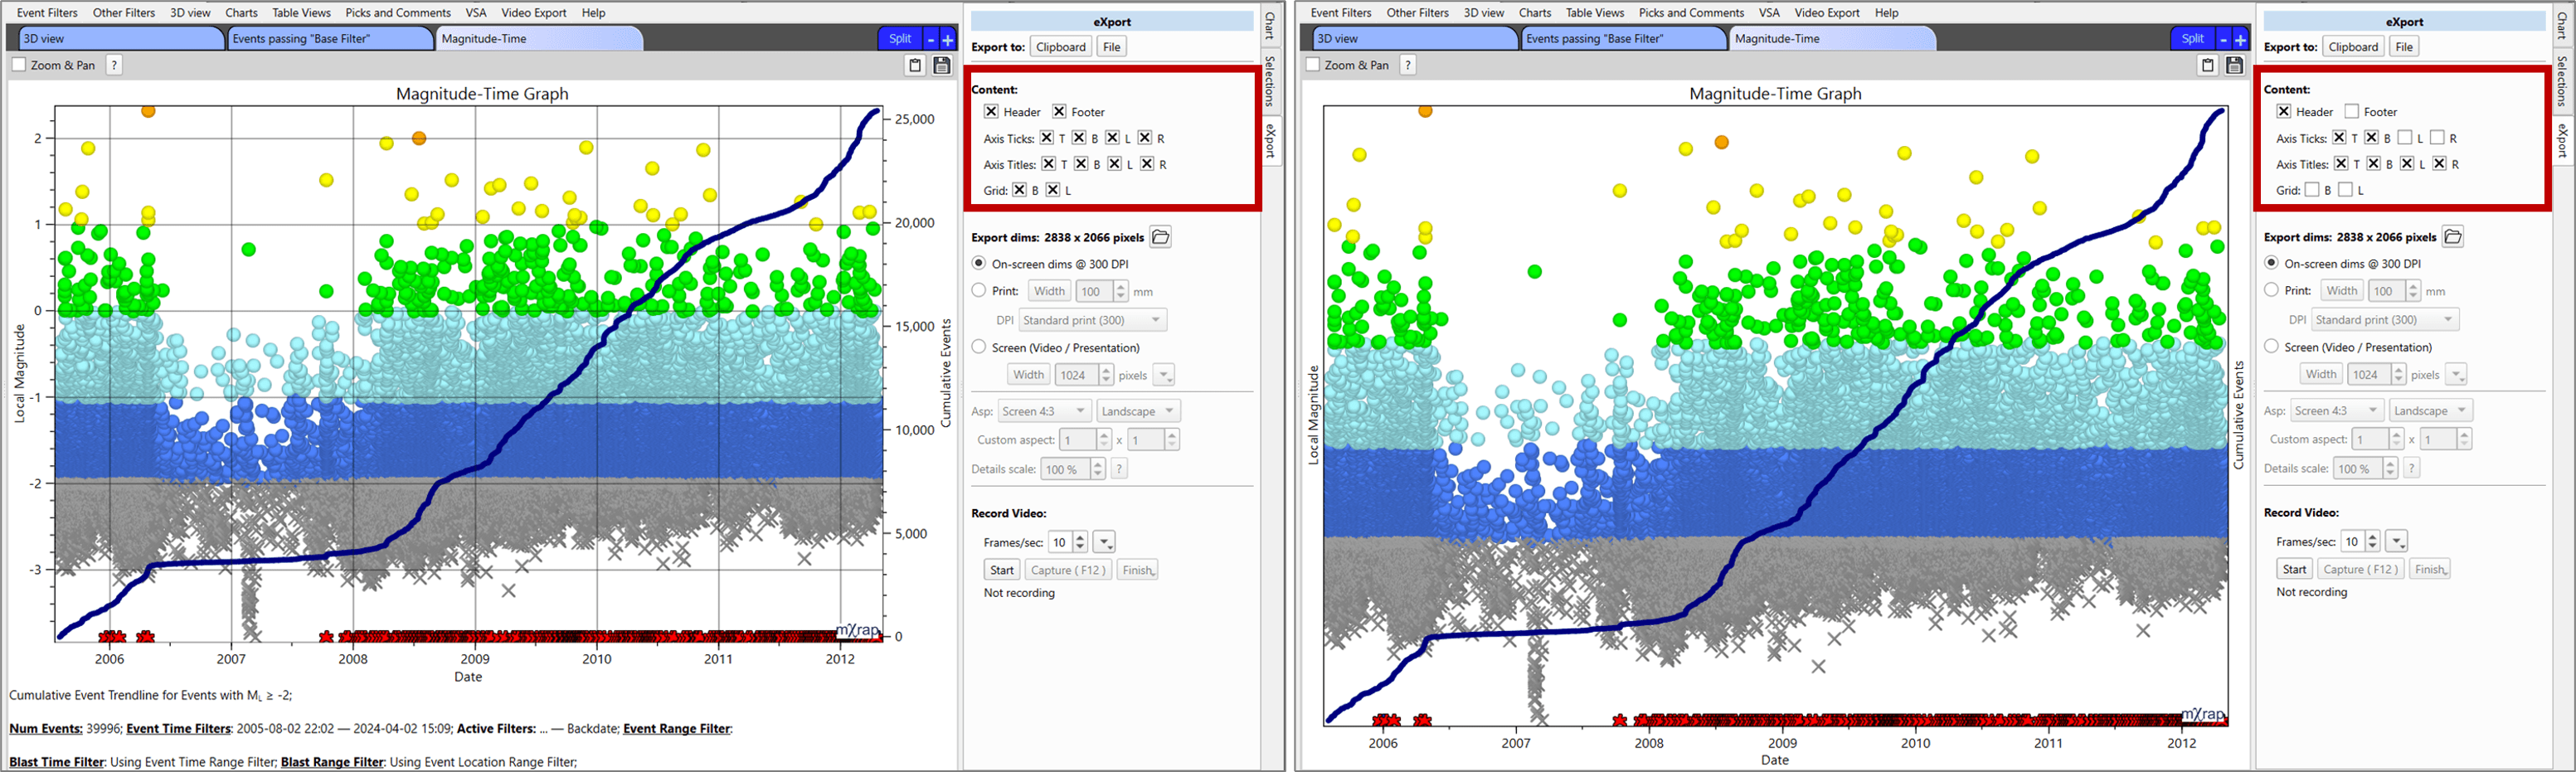 Event Filters Other Filters 3D view Charts Table Views Picks and Comments VSA Video Export Help
3D view Events passing "Base Filter" Magnitude-Time Split - +
Zoom & Pan ?
Magnitude-Time Graph
2
1
0
-1
-2
-3
Local Magnitude
25,000
20,000
15,000
10,000
5,000
0
Cumulative Events
mXrap
2006 2007 2008 2009 2010 2011 2012
Date
Cumulative Event Trendline for Events with ML ≥ -2;
Num Events: 39996; Event Time Filters: 2005-08-02 22:02 — 2024-04-02 15:09; Active Filters: ... — Backdate; Event Range Filter:
Blast Time Filter: Using Event Time Range Filter; Blast Range Filter: Using Event Location Range Filter;
eXport
Export to: Clipboard File
Content:
Header Footer
Axis Ticks: T B L R
Axis Titles: T B L R
Grid: B L
Export dims: 2838 x 2066 pixels
On-screen dims @ 300 DPI
Print: Width 100 mm
DPI Standard print (300)
Screen (Video / Presentation)
Width 1024 pixels
Asp: Screen 4:3 Landscape
Custom aspect: 1 x 1
Details scale: 100 % ?
Record Video:
Frames/sec: 10
Start Capture ( F12 ) Finish
Not recording
Chart
Selections
eXport
Event Filters Other Filters 3D view Charts Table Views Picks and Comments VSA Video Export Help
3D view Events passing "Base Filter" Magnitude-Time Split - +
Zoom & Pan ?
Magnitude-Time Graph
Local Magnitude
Cumulative Events
mXrap
2006 2007 2008 2009 2010 2011 2012
Date
eXport
Export to: Clipboard File
Content:
Header Footer
Axis Ticks: T B L R
Axis Titles: T B L R
Grid: B L
Export dims: 2838 x 2066 pixels
On-screen dims @ 300 DPI
Print: Width 100 mm
DPI Standard print (300)
Screen (Video / Presentation)
Width 1024 pixels
Asp: Screen 4:3 Landscape
Custom aspect: 1 x 1
Details scale: 100 % ?
Record Video:
Frames/sec: 10
Start Capture ( F12 ) Finish
Not recording
Chart
Selections
eXport